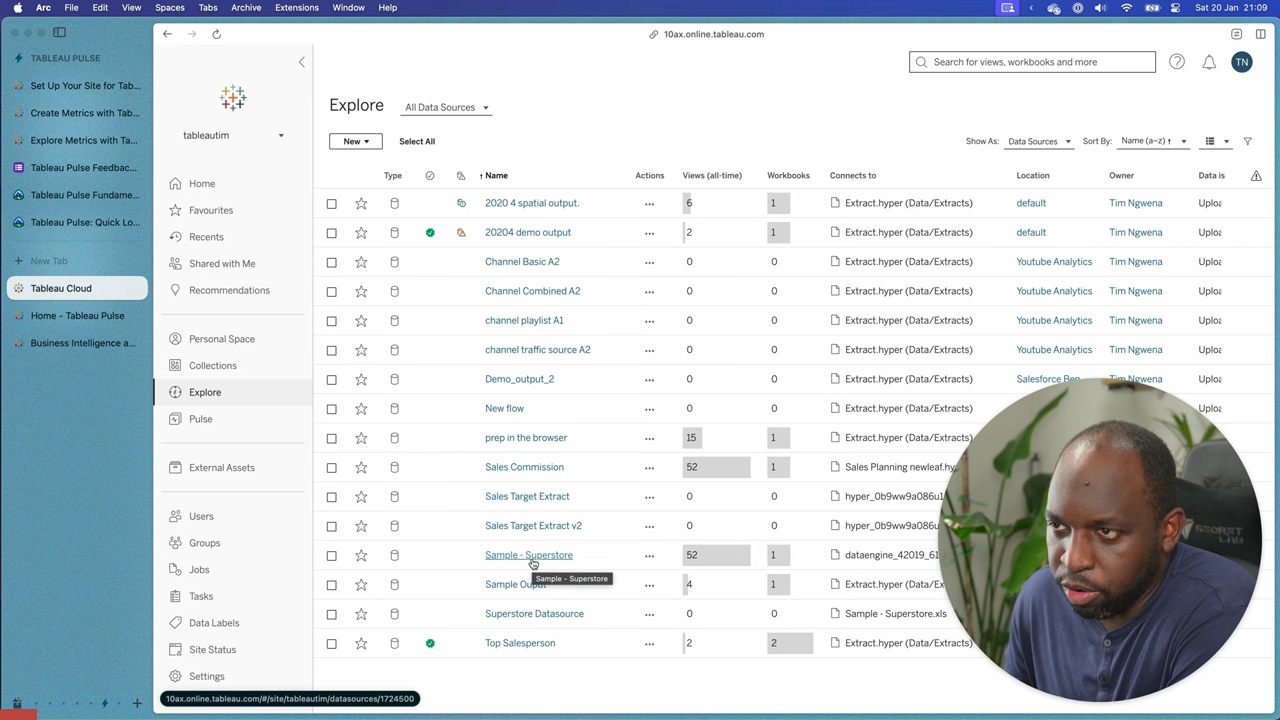 Arc File Edit View Spaces Tabs Archive Extensions Window Help Sat 20 Jan 21:09
TABLEAU PULSE
Set Up Your Site for Tab...
Create Metrics with Tab...
Explore Metrics with Ta...
Tableau Pulse Feedbac...
Tableau Pulse Fundame...
Tableau Pulse: Quick Lo...
New Tab
Tableau Cloud
Home – Tableau Pulse
Business Intelligence a...
10ax.online.tableau.com
tableautim
Home
Favourites
Recents
Shared with Me
Recommendations
Personal Space
Collections
Explore
Pulse
External Assets
Users
Groups
Jobs
Tasks
Data Labels
Site Status
Settings
10ax.online.tableau.com/#/site/tableautim/datasources/1724500
Search for views, workbooks and more
TN
Explore All Data Sources
New Select All Show As: Data Sources Sort By: Name (a–z) ↑
Type ↑ Name Actions Views (all-time) Workbooks Connects to Location Owner Data is
2020 4 spatial output. ... 6 1 Extract.hyper (Data/Extracts) default Tim Ngwena Uploa
20204 demo output ... 2 1 Extract.hyper (Data/Extracts) default Tim Ngwena Uploa
Channel Basic A2 ... 0 0 Extract.hyper (Data/Extracts) Youtube Analytics Tim Ngwena Uploa
Channel Combined A2 ... 0 0 Extract.hyper (Data/Extracts) Youtube Analytics Tim Ngwena Uploa
channel playlist A1 ... 0 0 Extract.hyper (Data/Extracts) Youtube Analytics Tim Ngwena Uploa
channel traffic source A2 ... 0 0 Extract.hyper (Data/Extracts) Youtube Analytics Tim Ngwena Uploa
Demo_output_2 ... 0 0 Extract.hyper (Data/Extracts) Salesforce Ben Tim Ngwena Uploa
New flow ... 0 0 Extract.hyper (Data/Extracts) Uploa
prep in the browser ... 15 1 Extract.hyper (Data/Extracts)
Sales Commission ... 52 1 Sales Planning newleaf.hy
Sales Target Extract ... 0 0 hyper_0b9ww9a086u1
Sales Target Extract v2 ... 0 0 hyper_0b9ww9a086
Sample - Superstore ... 52 1 dataengine_42019_61
Sample - Superstore
Sample Ouput ... 4 1 Extract.hyper (Data/Extracts)
Superstore Datasource ... 0 0 Sample - Superstore.xls
Top Salesperson ... 2 2 Extract.hyper (Data/Extracts)
SECRET LAB